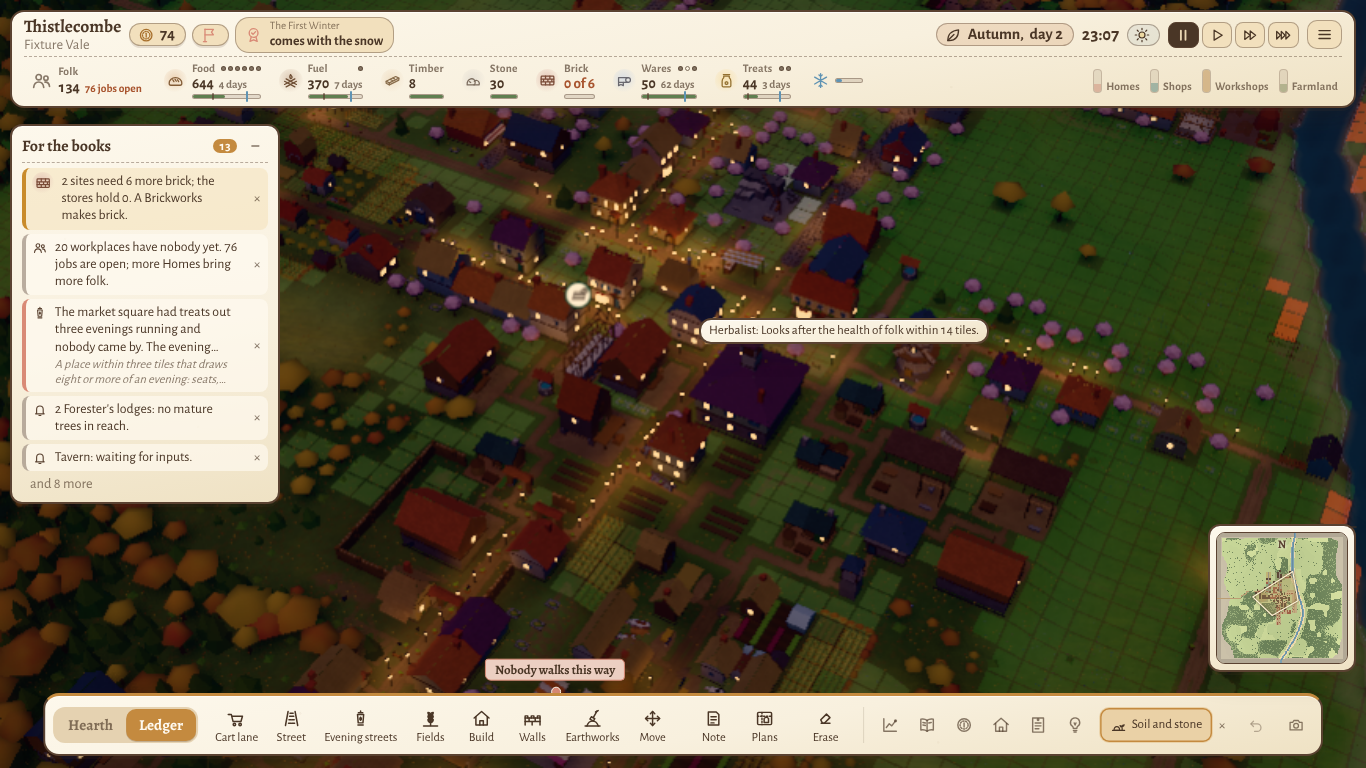 Thistlecombe
Fixture Vale
74
The First Winter
comes with the snow
Autumn, day 2
23:07
Folk
134 76 jobs open
Food
644 4 days
Fuel
370 7 days
Timber
8
Stone
30
Brick
0 of 6
Wares
50 62 days
Treats
44 3 days
Homes
Shops
Workshops
Farmland
For the books
13
2 sites need 6 more brick; the
stores hold 0. A Brickworks
makes brick.
20 workplaces have nobody yet. 76
jobs are open; more Homes bring
more folk.
The market square had treats out
three evenings running and
nobody came by. The evening…
A place within three tiles that draws
eight or more of an evening: seats,…
2 Forester's lodges: no mature
trees in reach.
Tavern: waiting for inputs.
and 8 more
Herbalist: Looks after the health of folk within 14 tiles.
N
Nobody walks this way
Hearth
Ledger
Cart lane
Street
Evening streets
Fields
Build
Walls
Earthworks
Move
Note
Plans
Erase
Soil and stone